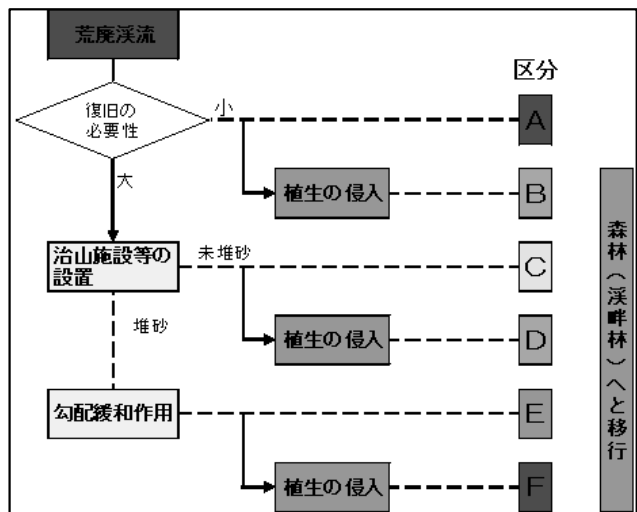 荒廃渓流
区分
復旧の
必要性
小
A
大
植生の侵入
B
治山施設等の
設置
未堆砂
C
堆砂
植生の侵入
D
勾配緩和作用
E
植生の侵入
F
森林（渓畔林）へと移行